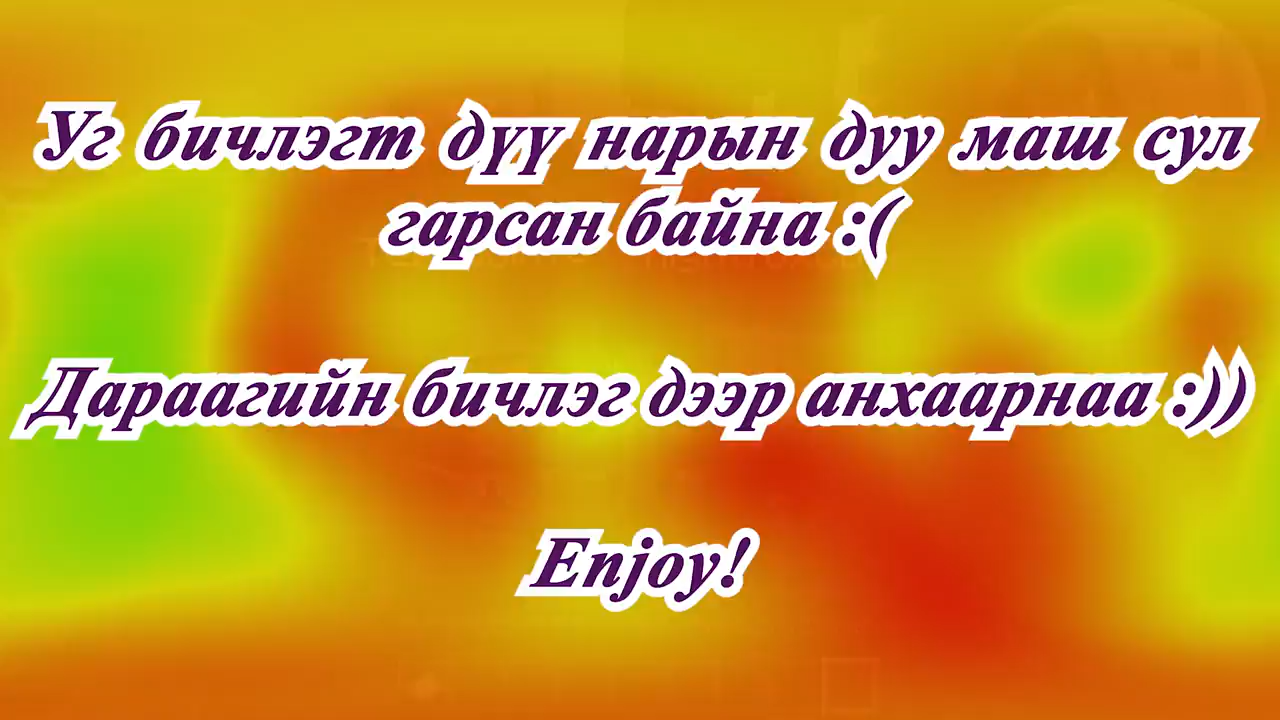 Уг бичлэгт дүү нарын дуу маш сул
гарсан байна :(
Дараагийн бичлэг дээр анхаарнаа :))
Enjoy!